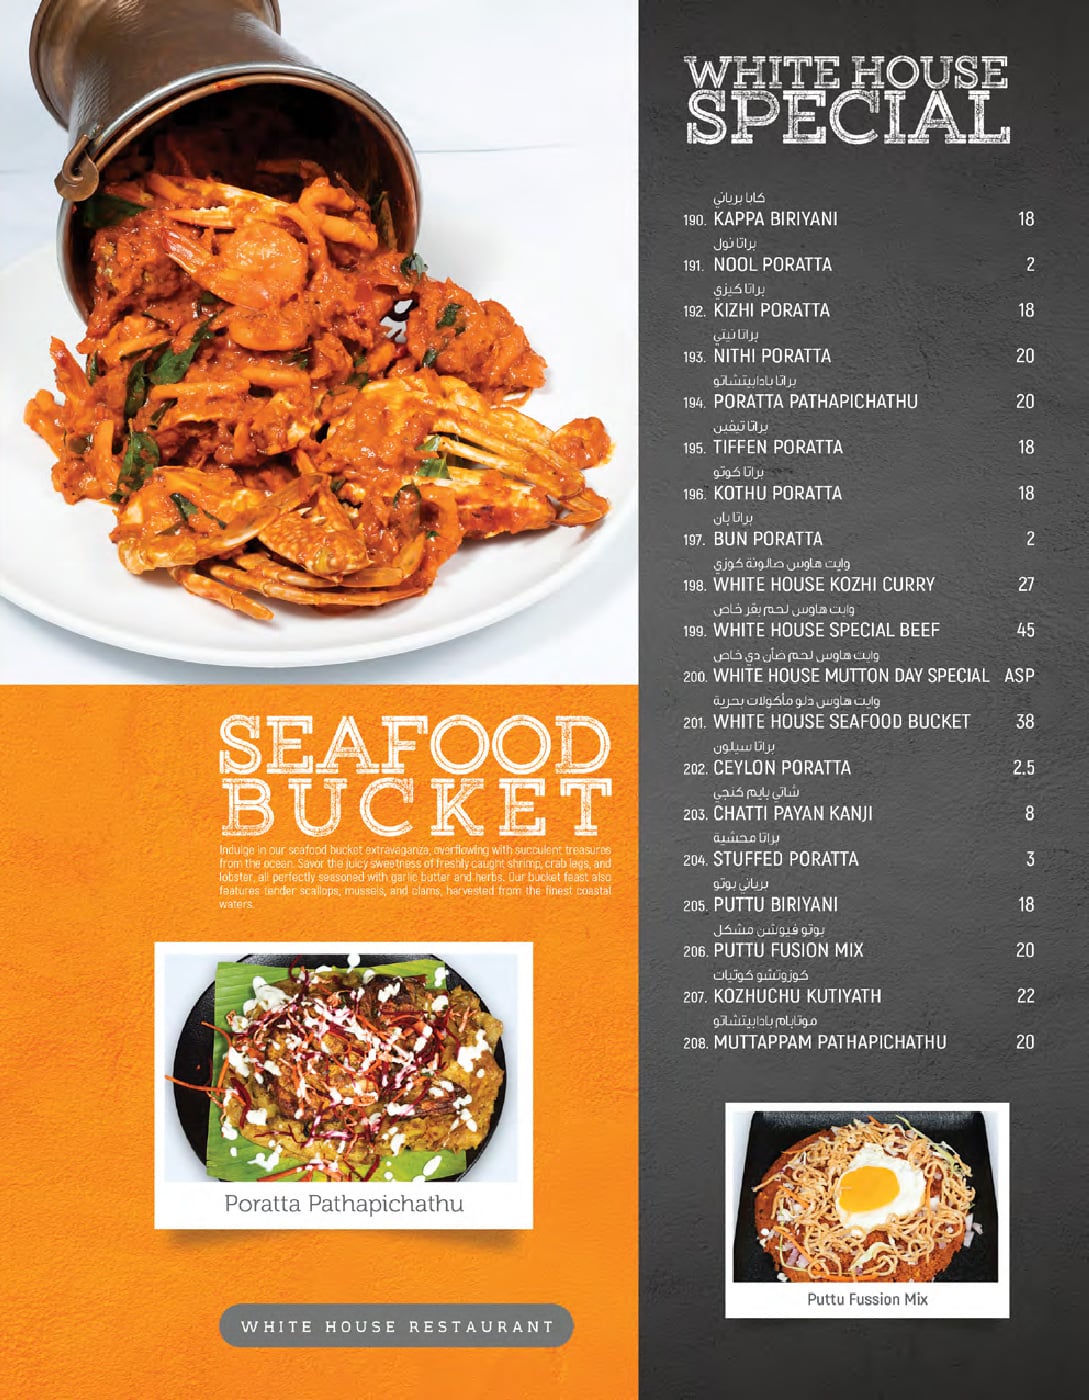 WHITE HOUSE
SPECIAL
كابا برياني
190. KAPPA BIRIYANI 18
براتا نول
191. NOOL PORATTA 2
براتا كيزي
192. KIZHI PORATTA 18
براتا نيتي
193. NITHI PORATTA 20
براتا بادابيتشاتو
194. PORATTA PATHAPICHATHU 20
براتا تيفين
195. TIFFEN PORATTA 18
براتا كوتو
196. KOTHU PORATTA 18
براتا بان
197. BUN PORATTA 2
وايت هاوس صالونة كوزي
198. WHITE HOUSE KOZHI CURRY 27
وايت هاوس لحم بقر خاص
199. WHITE HOUSE SPECIAL BEEF 45
وايت هاوس لحم ضأن دي خاص
200. WHITE HOUSE MUTTON DAY SPECIAL ASP
وايت هاوس دلو مأكولات بحرية
201. WHITE HOUSE SEAFOOD BUCKET 38
براتا سيلون
202. CEYLON PORATTA 2.5
شاتي بايم كنجي
203. CHATTI PAYAN KANJI 8
براتا محشية
204. STUFFED PORATTA 3
برياني بوتو
205. PUTTU BIRIYANI 18
بوتو فيوشن مشكل
206. PUTTU FUSION MIX 20
كوزوتشو كوتيات
207. KOZHUCHU KUTIYATH 22
موتابام بادابيتشاتو
208. MUTTAPPAM PATHAPICHATHU 20
SEAFOOD
BUCKET
Indulge in our seafood bucket extravaganza, overflowing with succulent treasures
from the ocean. Savor the juicy sweetness of freshly caught shrimp, crab legs, and
lobster, all perfectly seasoned with garlic butter and herbs. Our bucket feast also
features tender scallops, mussels, and clams, harvested from the finest coastal
waters.
Poratta Pathapichathu
Puttu Fussion Mix
WHITE HOUSE RESTAURANT